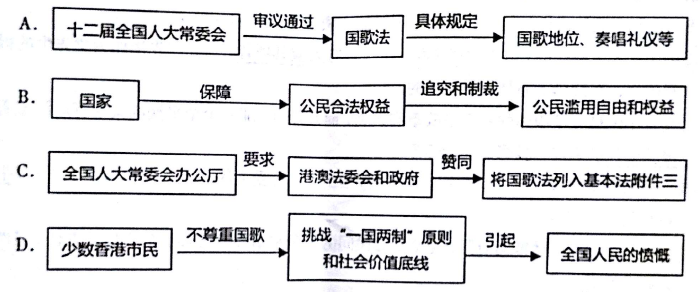 A. 十二届全国人大常委会 审议通过 国歌法 具体规定 国歌地位、奏唱礼仪等
B. 国家 保障 公民合法权益 追究和制裁 公民滥用自由和权益
C. 全国人大常委会办公厅 要求 港澳法委会和政府 赞同 将国歌法列入基本法附件三
D. 少数香港市民 不尊重国歌 挑战“一国两制”原则
和社会价值底线 引起 全国人民的愤慨